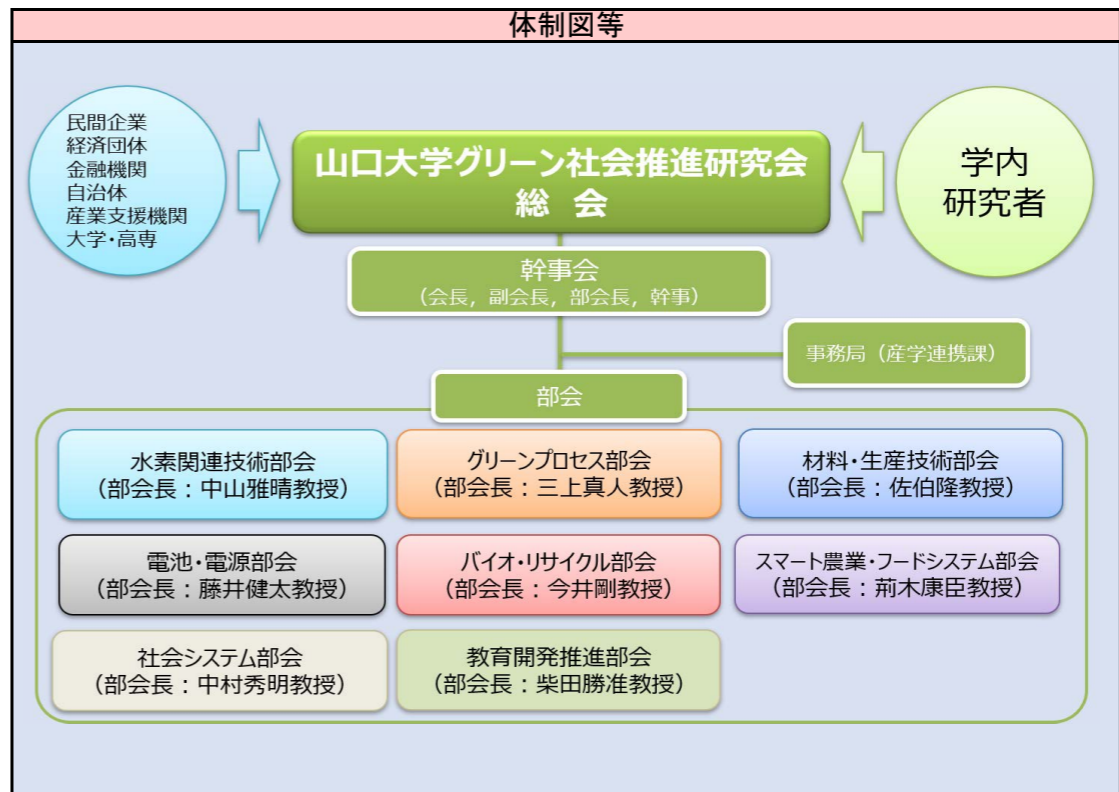 体制図等
民間企業
経済団体
金融機関
自治体
産業支援機関
大学・高専
山口大学グリーン社会推進研究会
総 会
学内
研究者
幹事会
(会長,副会長,部会長,幹事)
事務局(産学連携課)
部会
水素関連技術部会
(部会長:中山雅晴教授)
グリーンプロセス部会
(部会長:三上真人教授)
材料・生産技術部会
(部会長:佐伯隆教授)
電池・電源部会
(部会長:藤井健太教授)
バイオ・リサイクル部会
(部会長:今井剛教授)
スマート農業・フードシステム部会
(部会長:荊木康臣教授)
社会システム部会
(部会長:中村秀明教授)
教育開発推進部会
(部会長:柴田勝准教授)